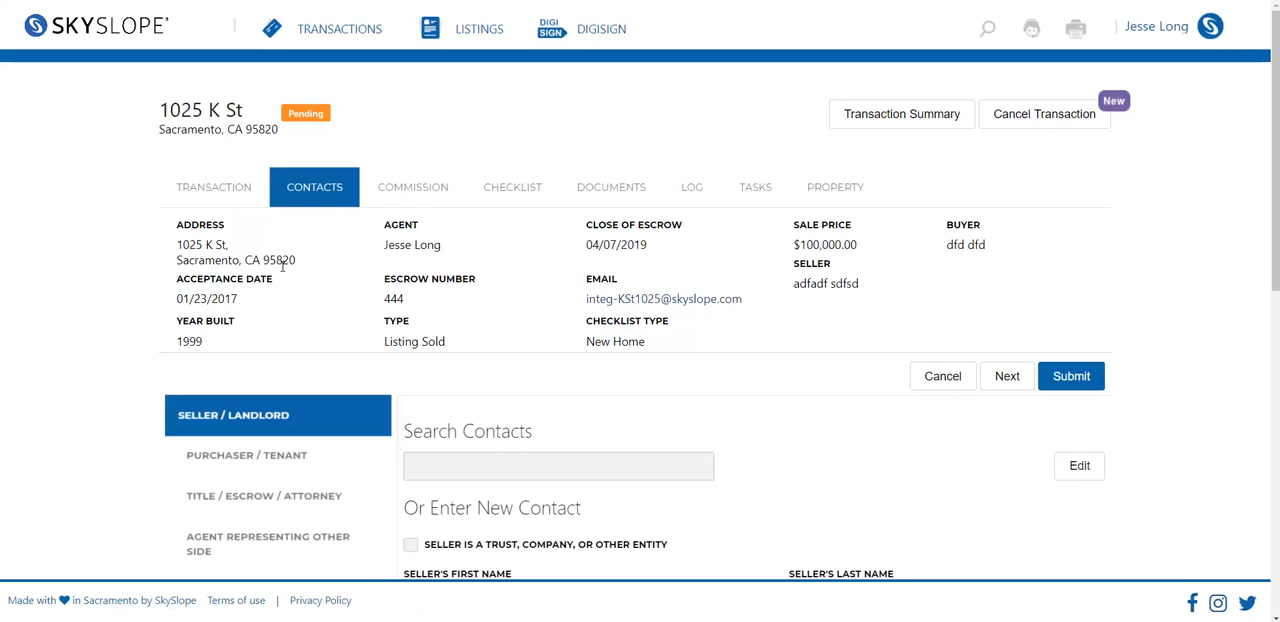 SKYSLOPE
TRANSACTIONS
LISTINGS
DIGI SIGN
DIGISIGN
Jesse Long
1025 K St
Pending
Sacramento, CA 95820
Transaction Summary
Cancel Transaction
New
TRANSACTION
CONTACTS
COMMISSION
CHECKLIST
DOCUMENTS
LOG
TASKS
PROPERTY
ADDRESS
1025 K St,
Sacramento, CA 95820
AGENT
Jesse Long
CLOSE OF ESCROW
04/07/2019
SALE PRICE
$100,000.00
BUYER
dfd dfd
SELLER
adfadf sdfsd
ACCEPTANCE DATE
01/23/2017
ESCROW NUMBER
444
EMAIL
integ-KSt1025@skyslope.com
YEAR BUILT
1999
TYPE
Listing Sold
CHECKLIST TYPE
New Home
Cancel
Next
Submit
SELLER / LANDLORD
PURCHASER / TENANT
TITLE / ESCROW / ATTORNEY
AGENT REPRESENTING OTHER
SIDE
Search Contacts
Edit
Or Enter New Contact
SELLER IS A TRUST, COMPANY, OR OTHER ENTITY
SELLER'S FIRST NAME
SELLER'S LAST NAME
Made with in Sacramento by SkySlope
Terms of use
|
Privacy Policy